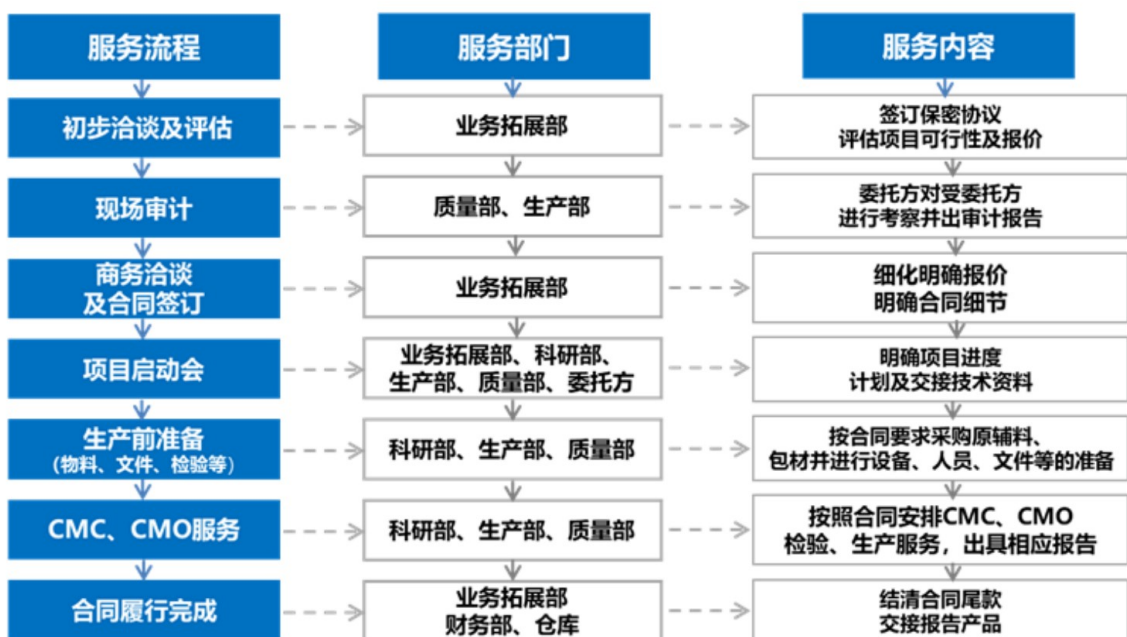 服务流程
服务部门
服务内容
初步洽谈及评估
业务拓展部
签订保密协议
评估项目可行性及报价
现场审计
质量部、生产部
委托方对受委托方
进行考察并出审计报告
商务洽谈
及合同签订
业务拓展部
细化明确报价
明确合同细节
项目启动会
业务拓展部、科研部、
生产部、质量部、委托方
明确项目进度
计划及交接技术资料
生产前准备
(物料、文件、检验等)
科研部、生产部、质量部
按合同要求采购原辅料、
包材并进行设备、人员、文件等的准备
CMC、CMO服务
科研部、生产部、质量部
按照合同安排CMC、CMO
检验、生产服务，出具相应报告
合同履行完成
业务拓展部
财务部、仓库
结清合同尾款
交接报告产品